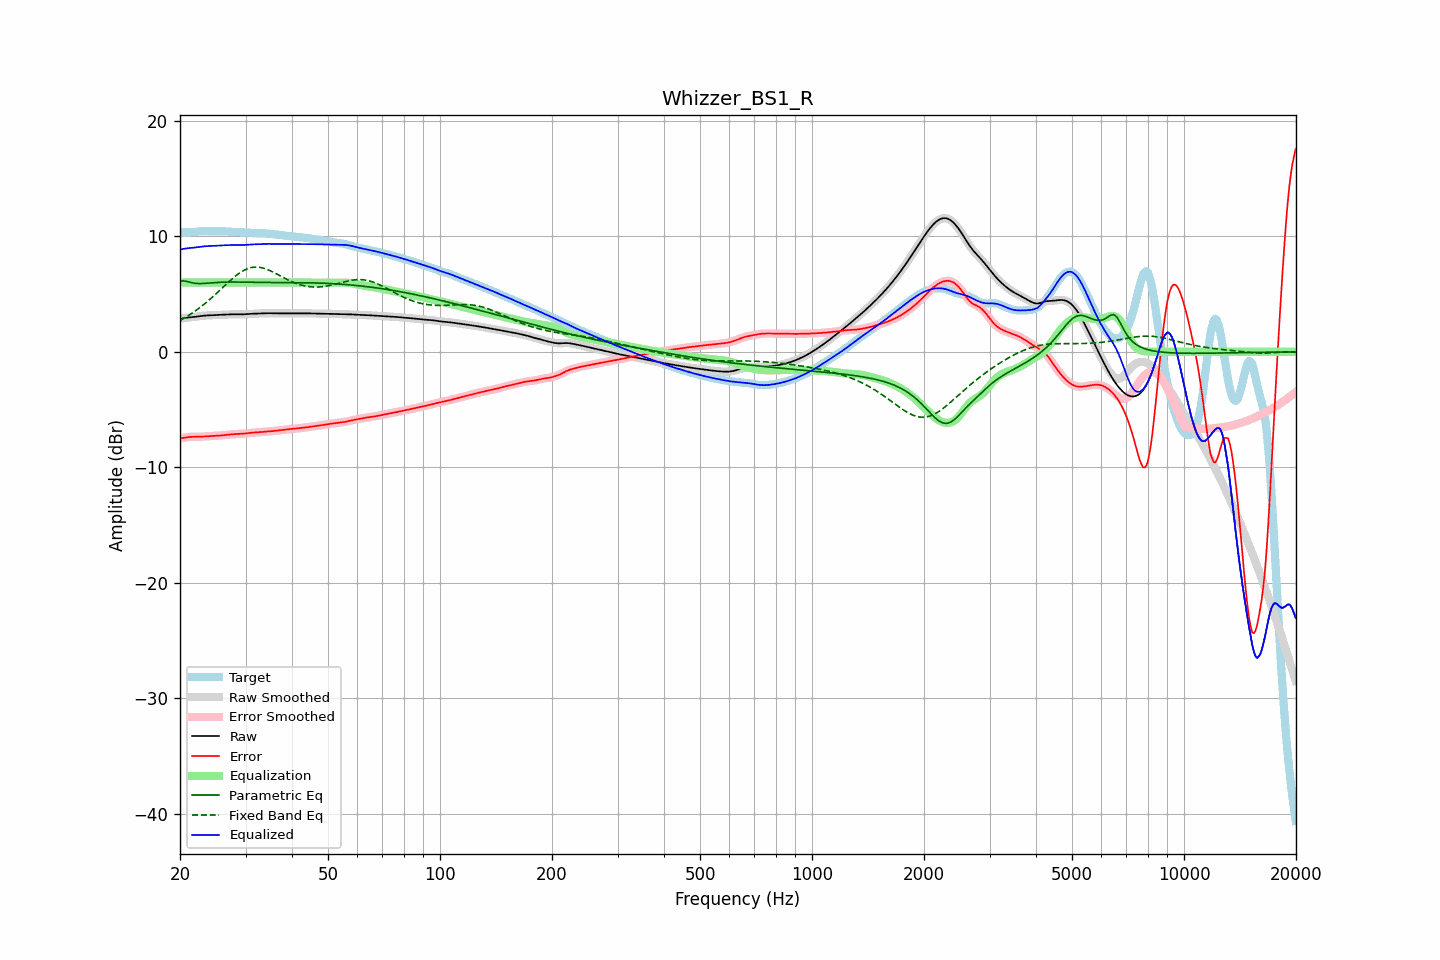 Whizzer_BS1_R
20
10
0
−10
−20
−30
−40
Amplitude (dBr)
Target
Raw Smoothed
Error Smoothed
Raw
Error
Equalization
Parametric Eq
Fixed Band Eq
Equalized
20 50 100 200 500 1000 2000 5000 10000 20000
Frequency (Hz)